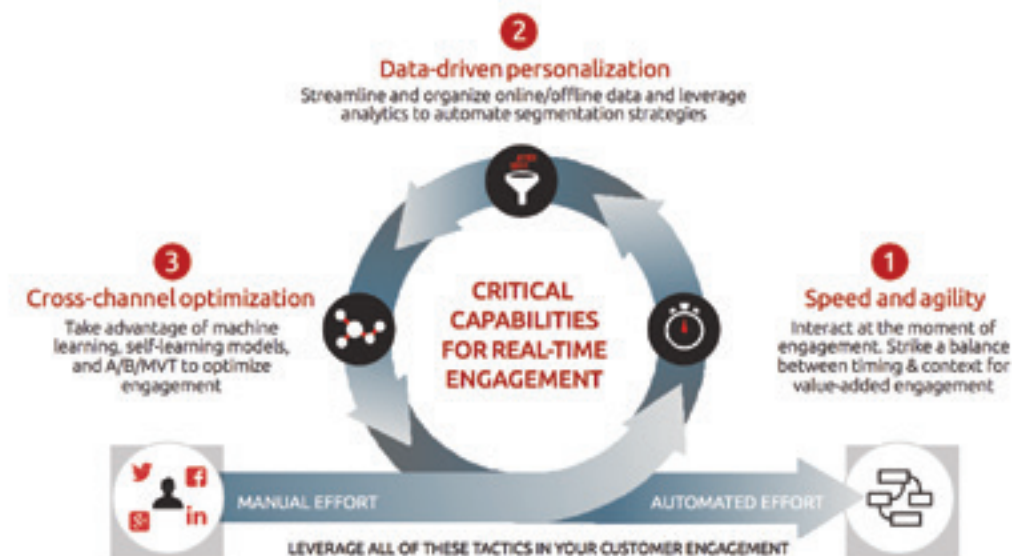 2
Data-driven personalization
Streamline and organize online/offline data and leverage
analytics to automate segmentation strategies
3
Cross-channel optimization
Take advantage of machine
learning, self-learning models,
and A/B/MVT to optimize
engagement
CRITICAL
CAPABILITIES
FOR REAL-TIME
ENGAGEMENT
1
Speed and agility
Interact at the moment of
engagement. Strike a balance
between timing & context for
value-added engagement
in
MANUAL EFFORT
AUTOMATED EFFORT
LEVERAGE ALL OF THESE TACTICS IN YOUR CUSTOMER ENGAGEMENT